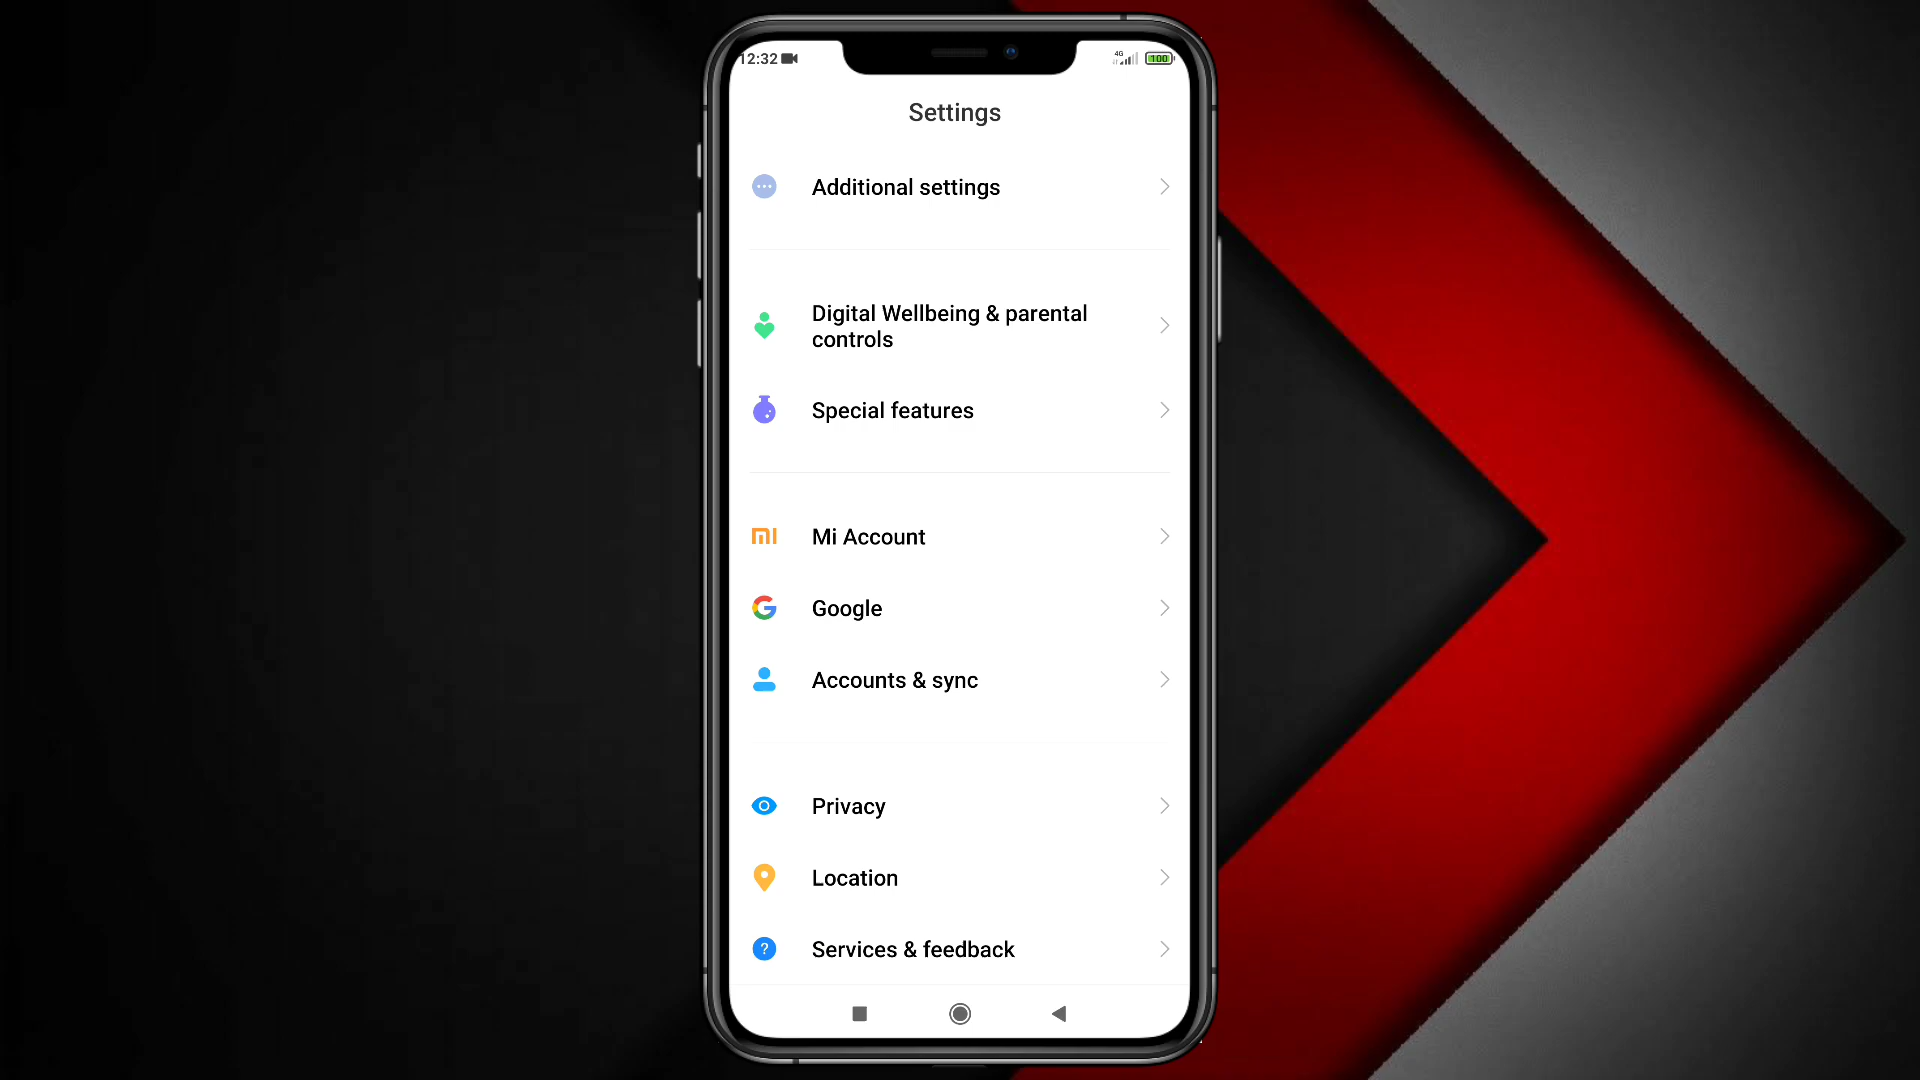 12:32
4G
100
Settings
Additional settings
Digital Wellbeing & parental
controls
Special features
Mi Account
Google
Accounts & sync
Privacy
Location
Services & feedback